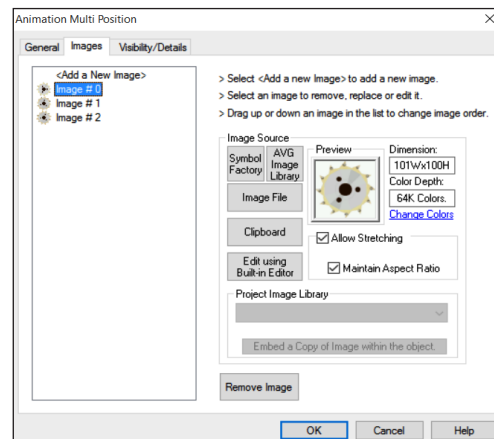 Animation Multi Position
General
Images
Visibility/Details
<Add a New Image>
Image # 0
Image # 1
Image # 2
> Select <Add a new Image> to add a new image.
> Select an image to remove, replace or edit it.
> Drag up or down an image in the list to change image order.
Image Source
Symbol
Factory
AVG
Image
Library
Image File
Clipboard
Edit using
Built-in Editor
Preview
Dimension:
101Wx100H
Color Depth:
64K Colors.
Change Colors
Allow Stretching
Maintain Aspect Ratio
Project Image Library
Embed a Copy of Image within the object.
Remove Image
OK
Cancel
Help